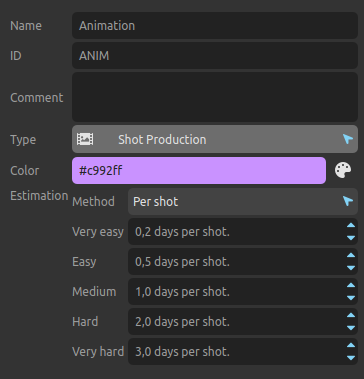 Name Animation
ID ANIM
Comment
Type Shot Production
Color #c992ff
Estimation Method Per shot
Very easy 0,2 days per shot.
Easy 0,5 days per shot.
Medium 1,0 days per shot.
Hard 2,0 days per shot.
Very hard 3,0 days per shot.